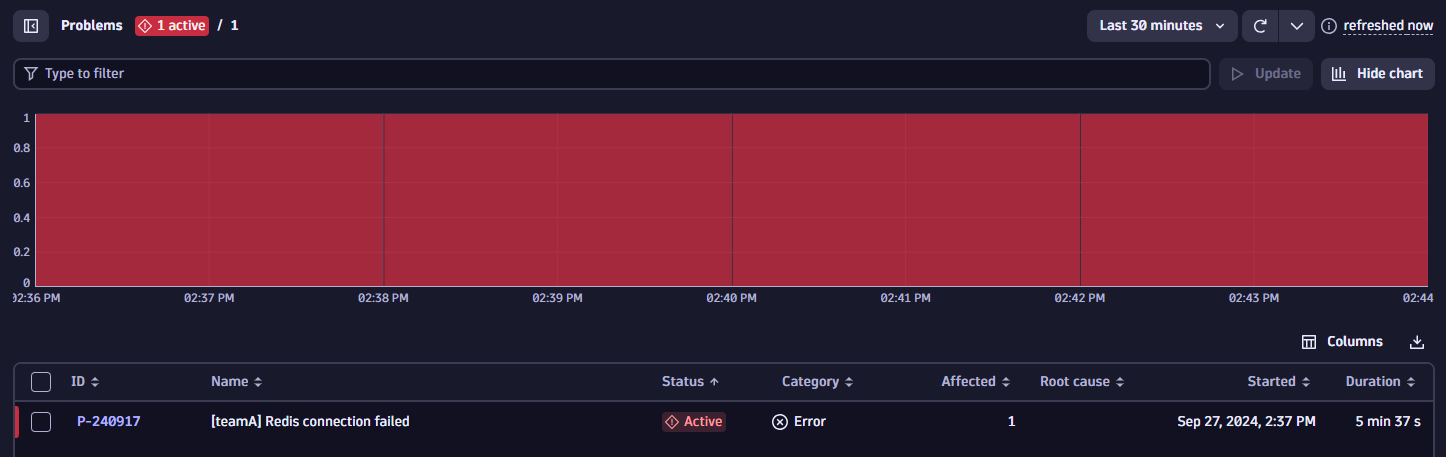 Problems 1 active / 1 Last 30 minutes refreshed now
Type to filter Update Hide chart
1
0.8
0.6
0.4
0.2
0
02:36 PM 02:37 PM 02:38 PM 02:39 PM 02:40 PM 02:41 PM 02:42 PM 02:43 PM 02:44
Columns
ID Name Status Category Affected Root cause Started Duration
P-240917 [teamA] Redis connection failed Active Error 1 Sep 27, 2024, 2:37 PM 5 min 37 s